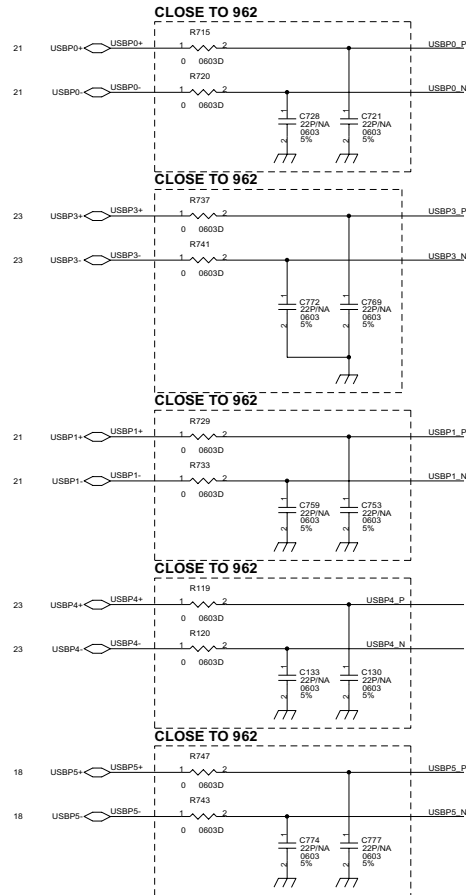 CLOSE TO 962
R715
21 USBP0+ USBP0+ 1 2 USBP0_P
0 0603D
R720
21 USBP0- USBP0- 1 2 USBP0_N
0 0603D
1 1
C728 C721
22P/NA 22P/NA
0603 0603
2 5% 2 5%
CLOSE TO 962
R737
23 USBP3+ USBP3+ 1 2 USBP3_P
0 0603D
R741
23 USBP3- USBP3- 1 2 USBP3_N
0 0603D
1 1
C772 C769
22P/NA 22P/NA
0603 0603
2 5% 2 5%
CLOSE TO 962
R729
21 USBP1+ USBP1+ 1 2 USBP1_P
0 0603D
R733
21 USBP1- USBP1- 1 2 USBP1_N
0 0603D
1 1
C759 C753
22P/NA 22P/NA
0603 0603
2 5% 2 5%
CLOSE TO 962
R119
23 USBP4+ USBP4+ 1 2 USBP4_P
0 0603D
R120
23 USBP4- USBP4- 1 2 USBP4_N
0 0603D
1 1
C133 C130
22P/NA 22P/NA
0603 0603
2 5% 2 5%
CLOSE TO 962
R747
18 USBP5+ USBP5+ 1 2 USBP5_P
0 0603D
R743
18 USBP5- USBP5- 1 2 USBP5_N
0 0603D
1 1
C774 C777
22P/NA 22P/NA
0603 0603
2 5% 2 5%